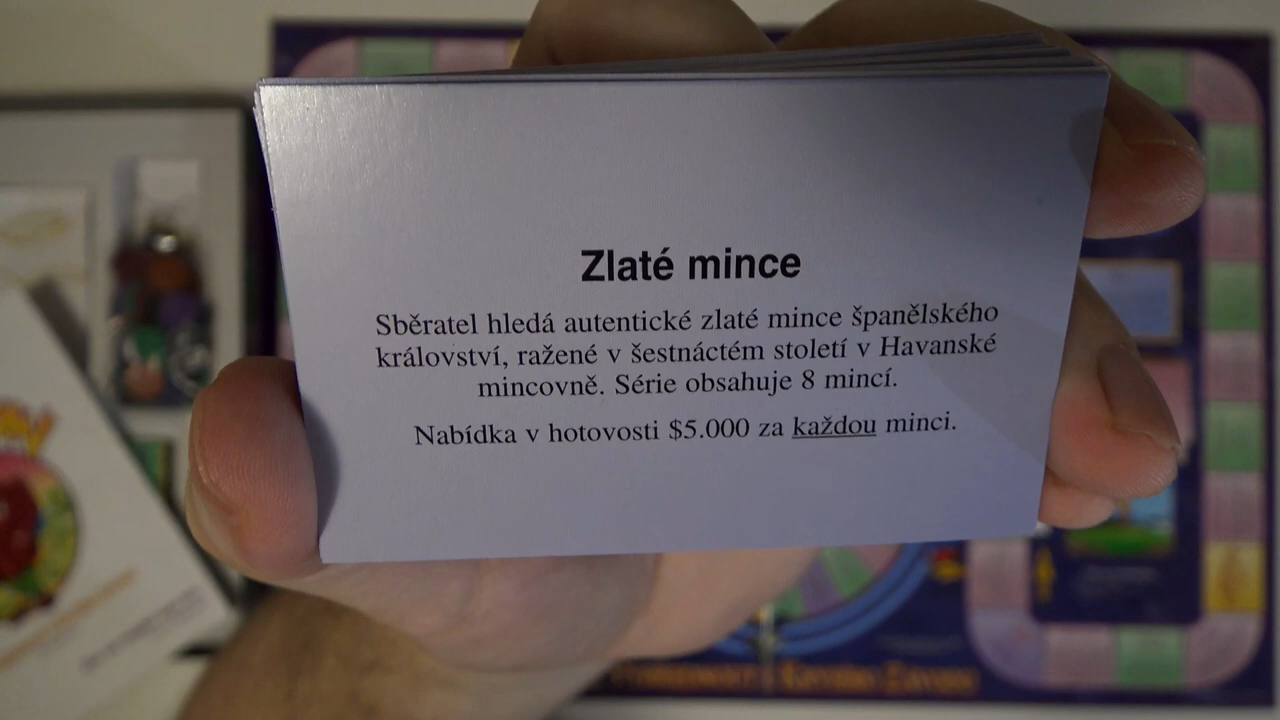 Zlaté mince
Sběratel hledá autentické zlaté mince španělského
království, ražené v šestnáctém století v Havanské
mincovně. Série obsahuje 8 mincí.
Nabídka v hotovosti $5.000 za každou minci.